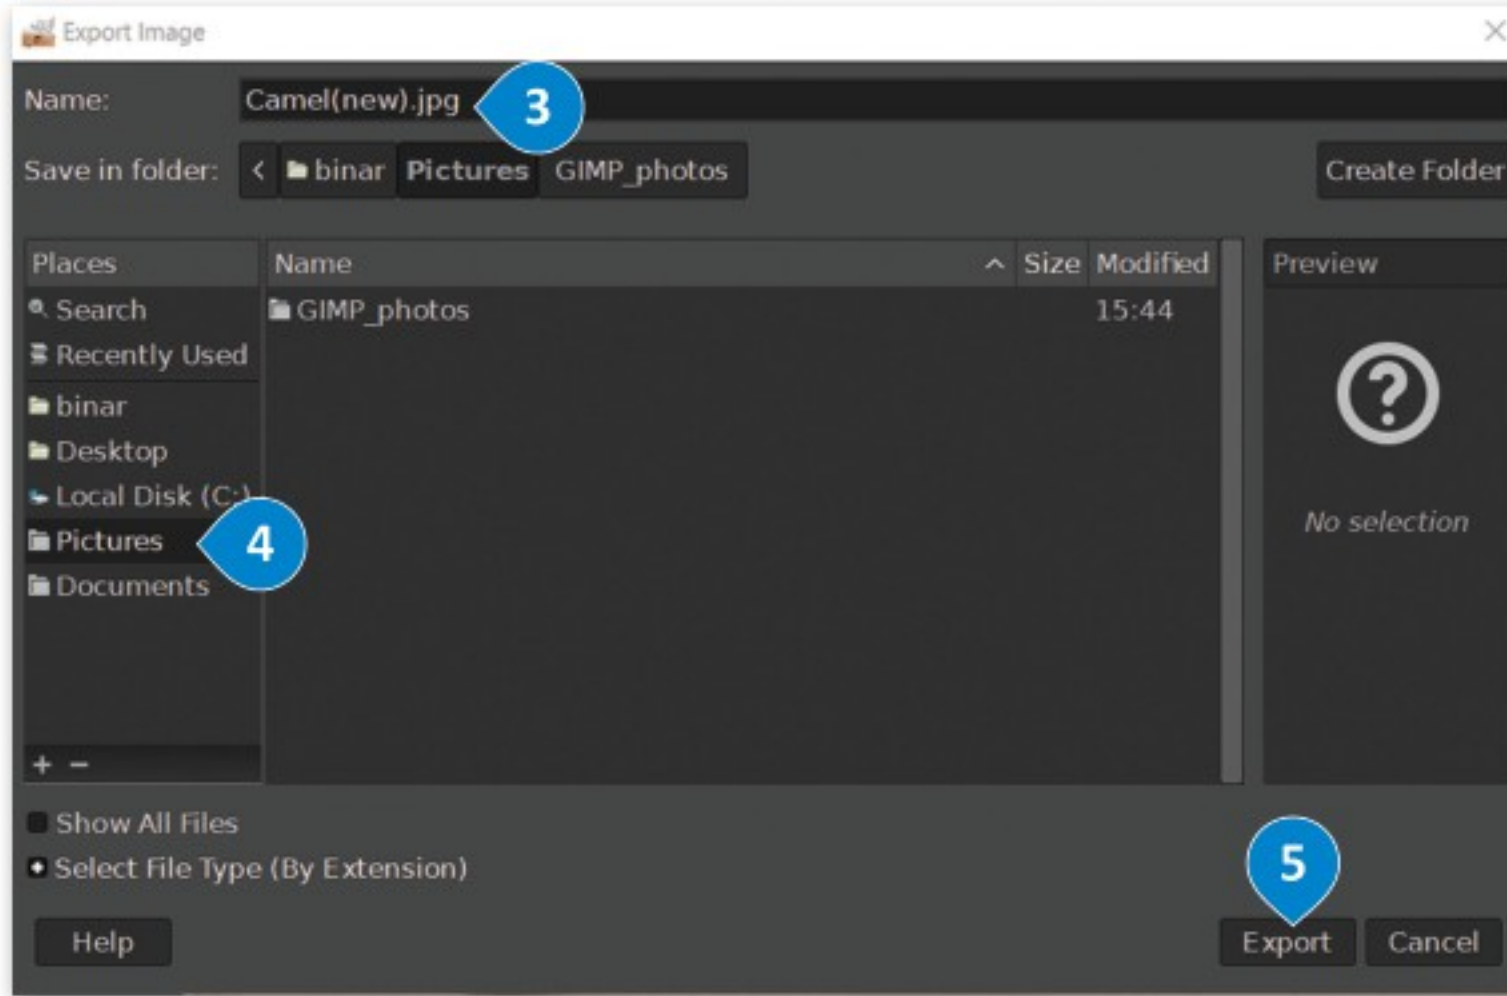 Export Image
Name: Camel(new).jpg 3
Save in folder: < binar Pictures GIMP_photos Create Folder
Places Name Size Modified Preview
Search GIMP_photos 15:44
Recently Used
binar
Desktop
Local Disk (C:)
Pictures 4 No selection
Documents
+ −
Show All Files
Select File Type (By Extension) 5
Help Export Cancel